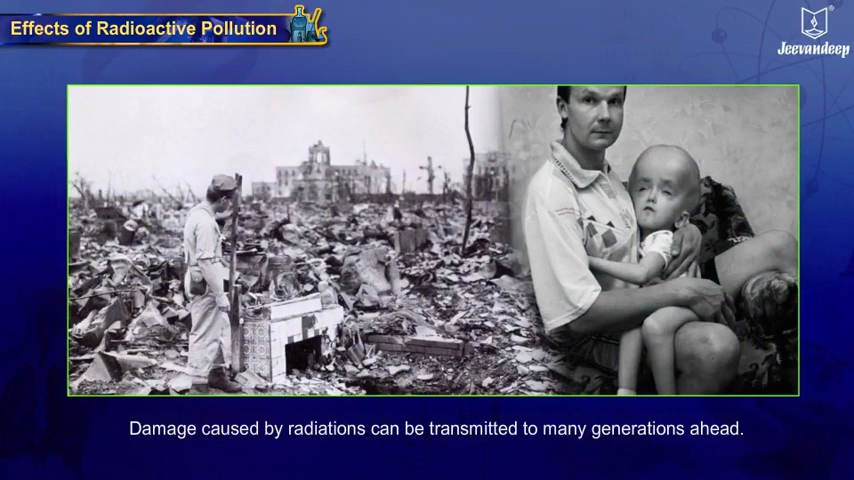 Effects of Radioactive Pollution
Jeevandeep
Damage caused by radiations can be transmitted to many generations ahead.